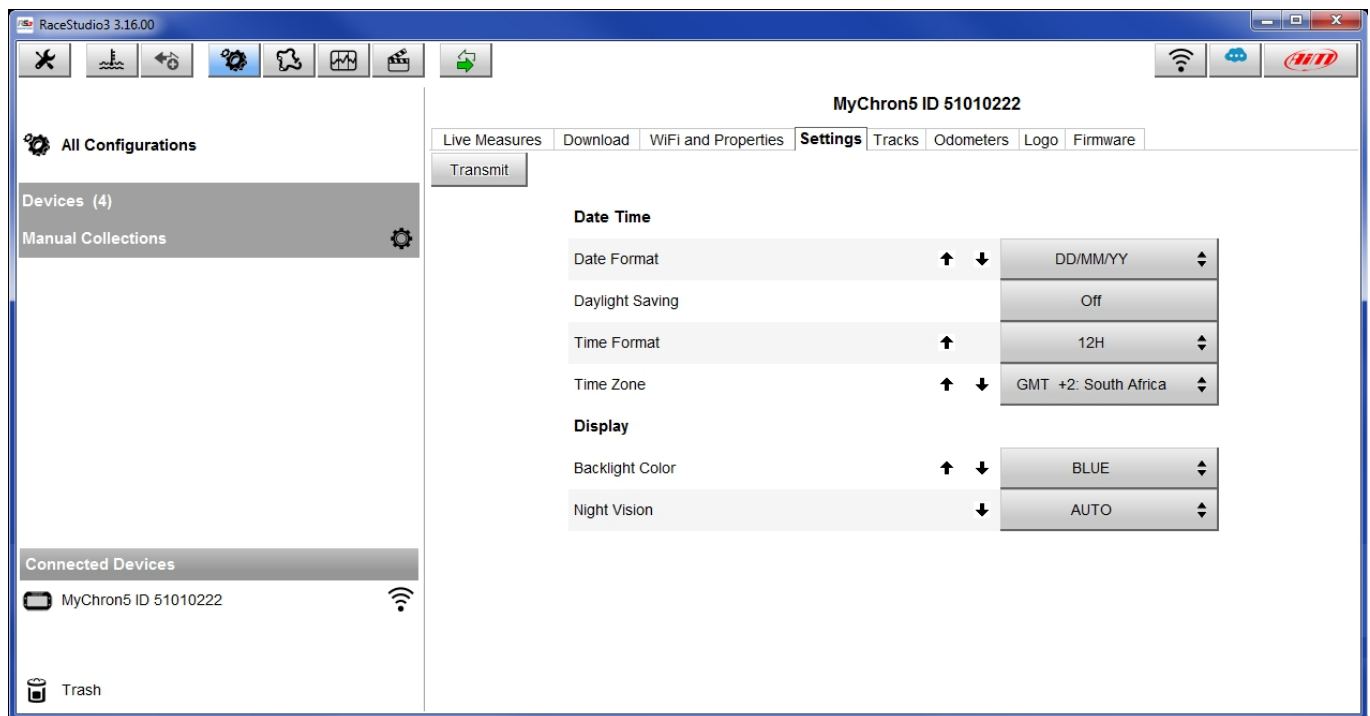 RaceStudio3 3.16.00
AiM
MyChron5 ID 51010222
All Configurations
Live Measures Download WiFi and Properties Settings Tracks Odometers Logo Firmware
Transmit
Devices (4)
Manual Collections
Date Time
Date Format DD/MM/YY
Daylight Saving Off
Time Format 12H
Time Zone GMT +2: South Africa
Display
Backlight Color BLUE
Night Vision AUTO
Connected Devices
MyChron5 ID 51010222
Trash